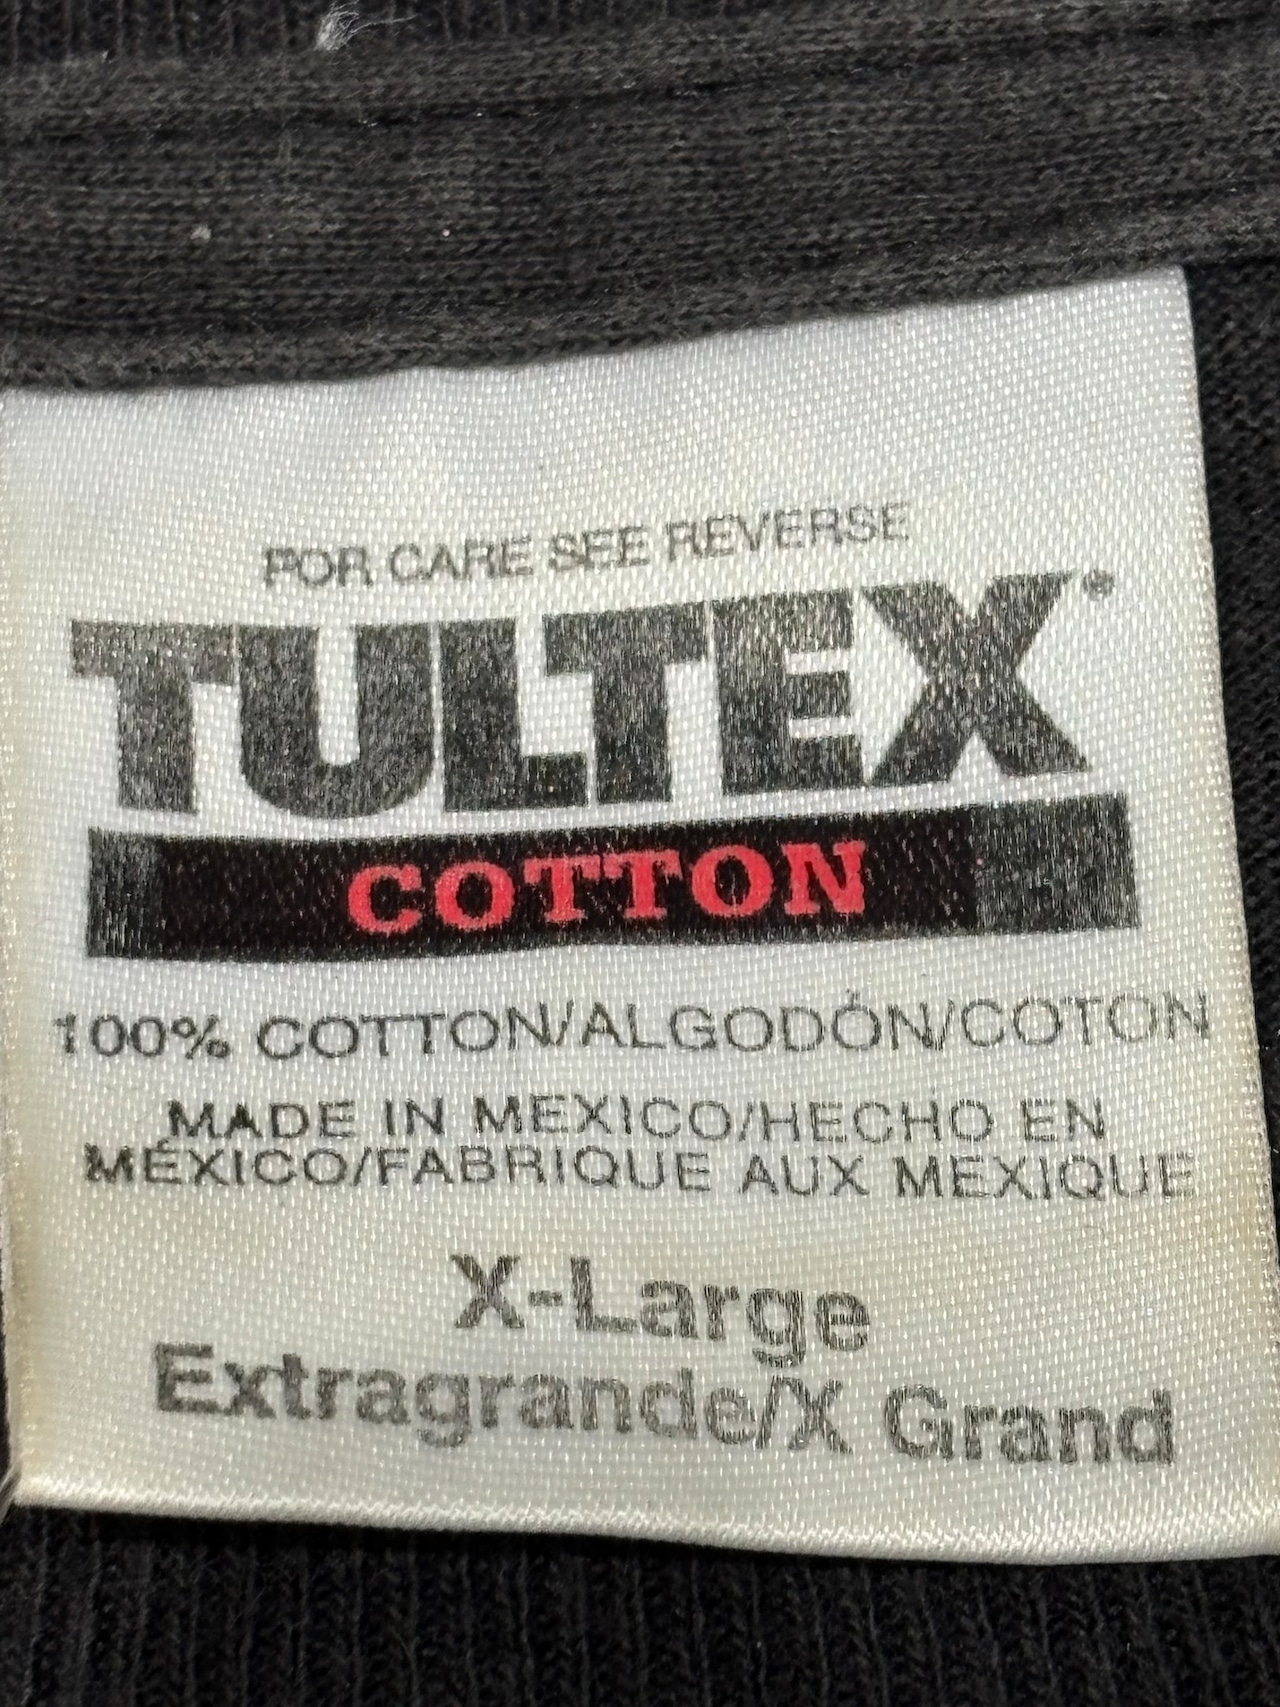 FOR CARE SEE REVERSE
TULTEX®
COTTON
100% COTTON/ALGODÓN/COTON
MADE IN MEXICO/HECHO EN
MÉXICO/FABRIQUE AUX MEXIQUE
X-Large
Extragrande/X Grand